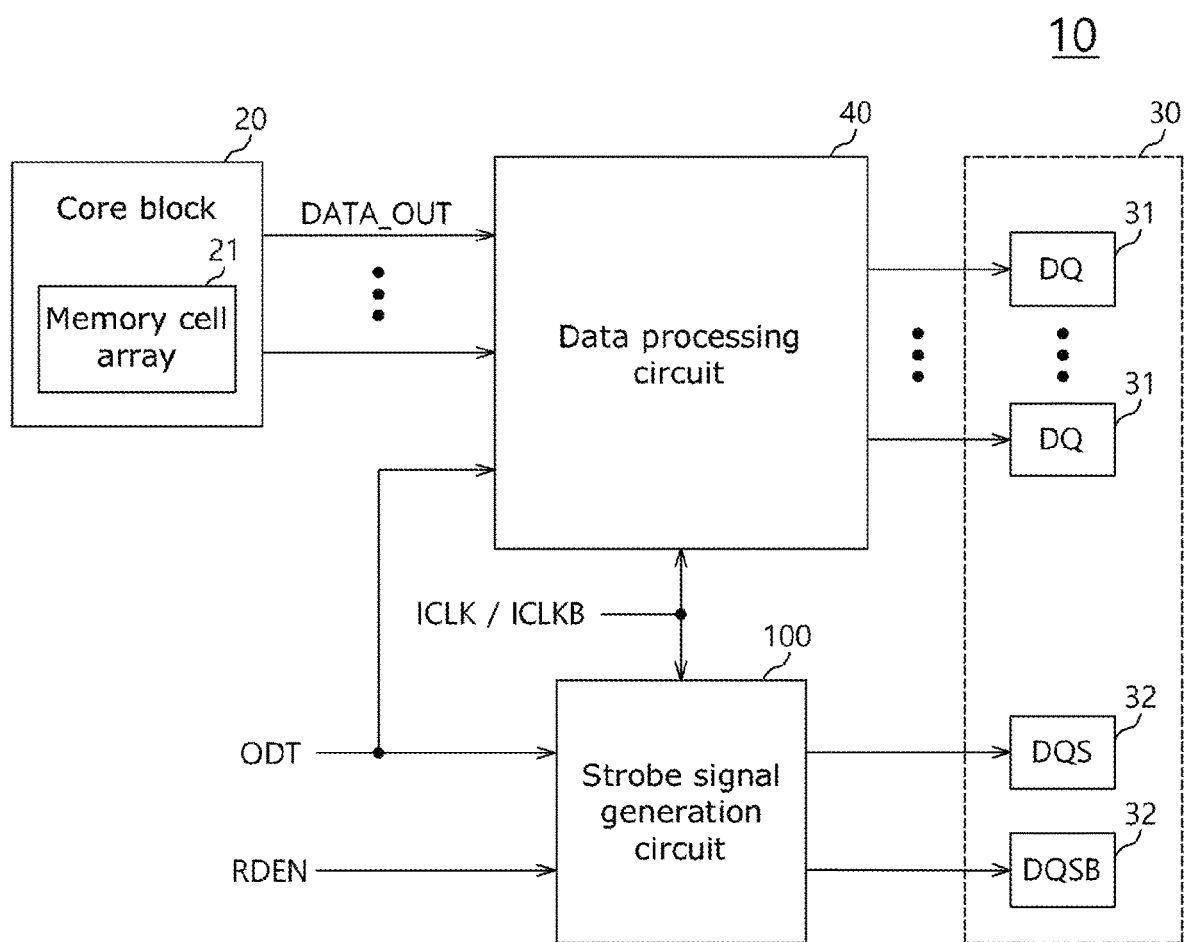 10
20
40
30
Core block
DATA_OUT
21
Memory cell
array
Data processing
circuit
31
DQ
31
DQ
ICLK / ICLKB
100
ODT
RDEN
Strobe signal
generation
circuit
32
DQS
32
DQSB